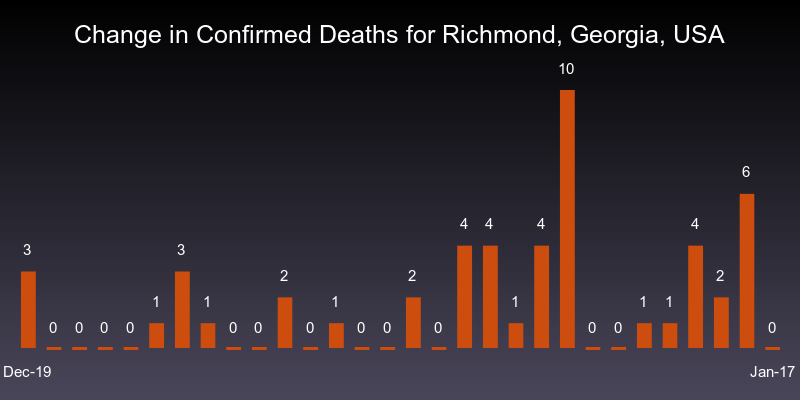 Change in Confirmed Deaths for Richmond, Georgia, USA
3 0 0 0 0 1 3 1 0 0 2 0 1 0 0 2 0 4 4 1 4 10 0 0 1 1 4 2 6 0
Dec-19 Jan-17